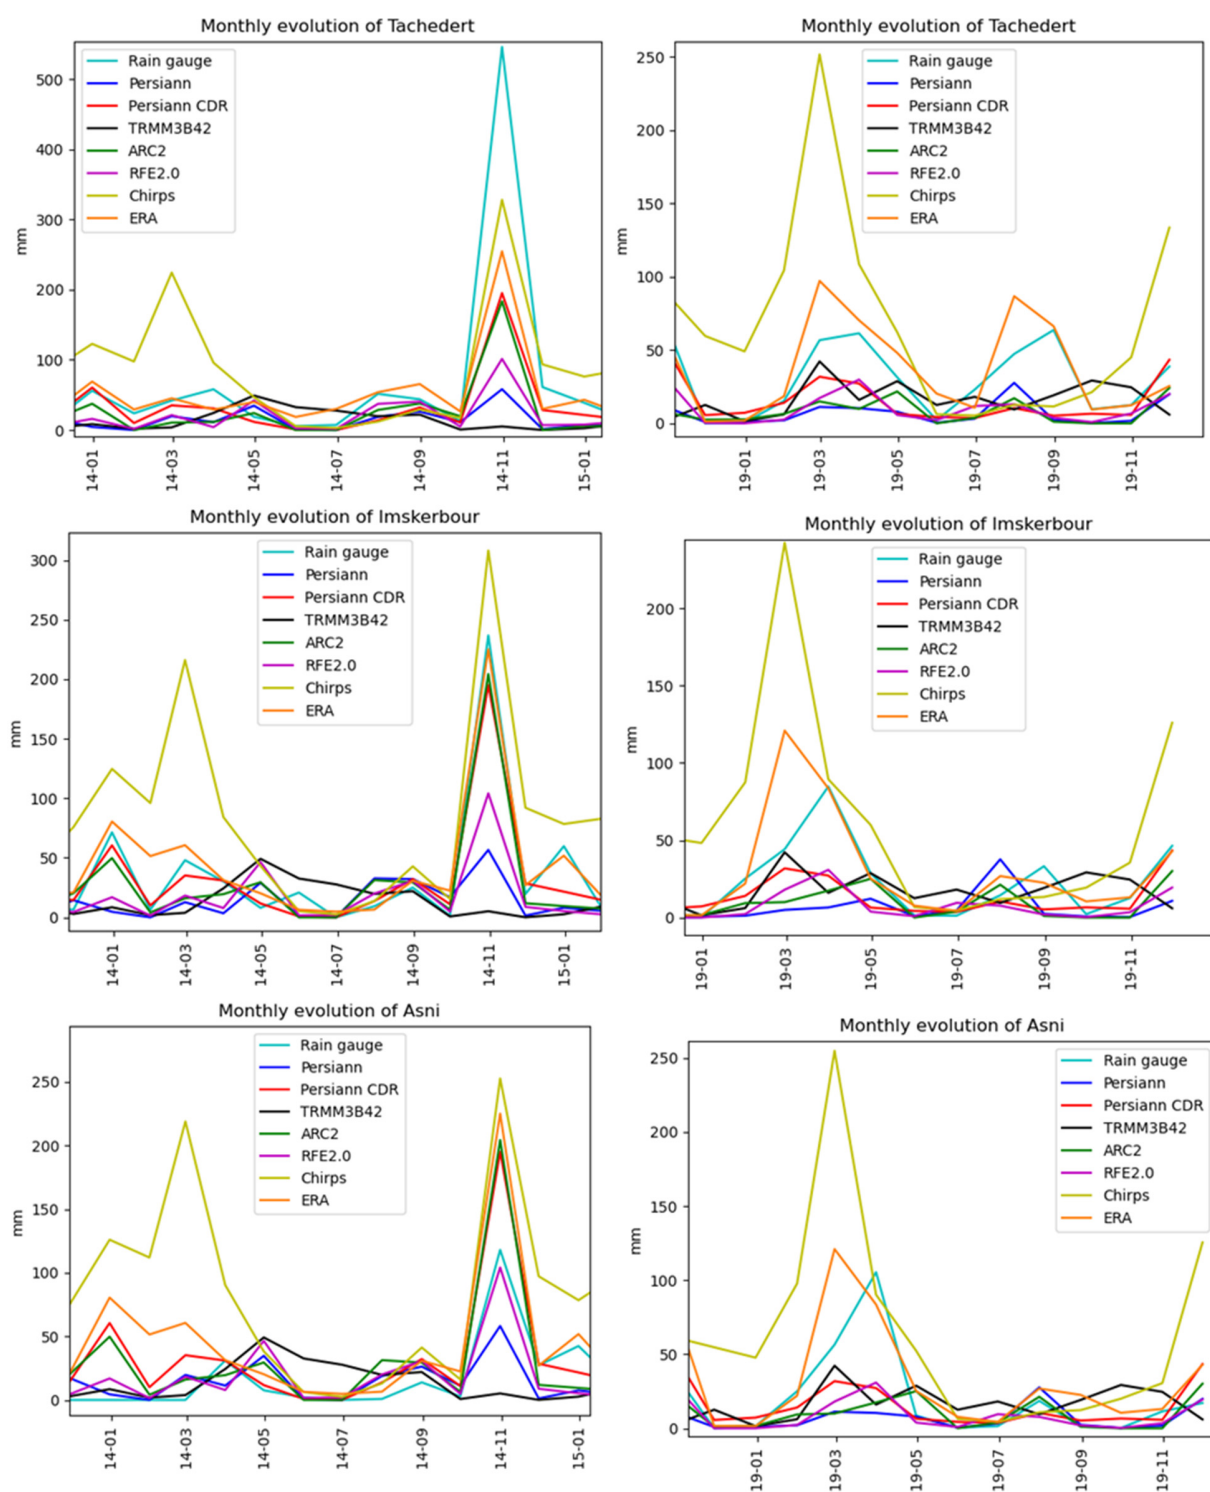 Monthly evolution of Tachedert
mm
500
400
300
200
100
0
Rain gauge
Persiann
Persiann CDR
TRMM3B42
ARC2
RFE2.0
Chirps
ERA
14-01
14-03
14-05
14-07
14-09
14-11
15-01
Monthly evolution of Tachedert
mm
250
200
150
100
50
0
Rain gauge
Persiann
Persiann CDR
TRMM3B42
ARC2
RFE2.0
Chirps
ERA
19-01
19-03
19-05
19-07
19-09
19-11
Monthly evolution of Imskerbour
mm
300
250
200
150
100
50
0
Rain gauge
Persiann
Persiann CDR
TRMM3B42
ARC2
RFE2.0
Chirps
ERA
14-01
14-03
14-05
14-07
14-09
14-11
15-01
Monthly evolution of Imskerbour
mm
200
150
100
50
0
Rain gauge
Persiann
Persiann CDR
TRMM3B42
ARC2
RFE2.0
Chirps
ERA
19-01
19-03
19-05
19-07
19-09
19-11
Monthly evolution of Asni
mm
250
200
150
100
50
0
Rain gauge
Persiann
Persiann CDR
TRMM3B42
ARC2
RFE2.0
Chirps
ERA
14-01
14-03
14-05
14-07
14-09
14-11
15-01
Monthly evolution of Asni
mm
250
200
150
100
50
0
Rain gauge
Persiann
Persiann CDR
TRMM3B42
ARC2
RFE2.0
Chirps
ERA
19-01
19-03
19-05
19-07
19-09
19-11